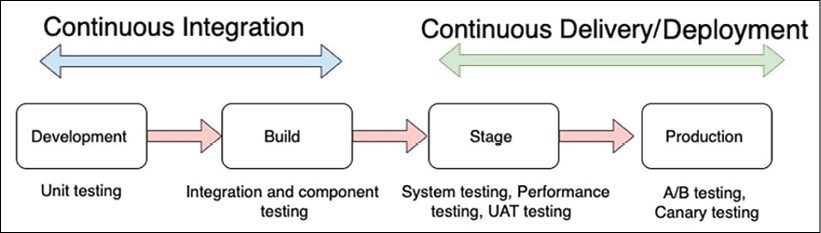 Continuous Integration
Continuous Delivery/Deployment
Development
Build
Stage
Production
Unit testing
Integration and component
testing
System testing, Performance
testing, UAT testing
A/B testing,
Canary testing